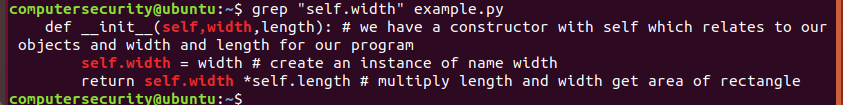 computersecurity@ubuntu:~$ grep "self.width" example.py
    def __init__(self,width,length): # we have a constructor with self which relates to our
objects and width and length for our program
        self.width = width # create an instance of name width
        return self.width *self.length # multiply length and width get area of rectangle
computersecurity@ubuntu:~$